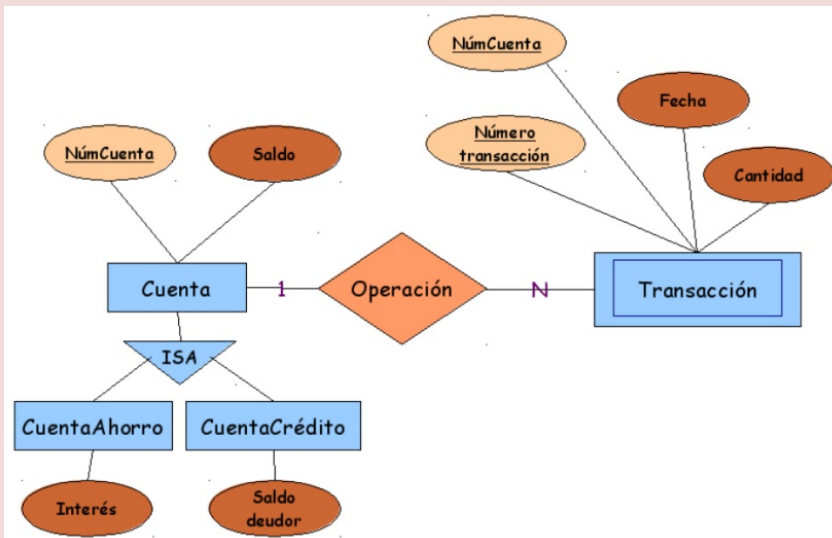 NúmCuenta
Fecha
Número
transacción
NúmCuenta
Saldo
Cantidad
Cuenta
1
Operación
N
Transacción
ISA
CuentaAhorro
CuentaCrédito
Interés
Saldo
deudor